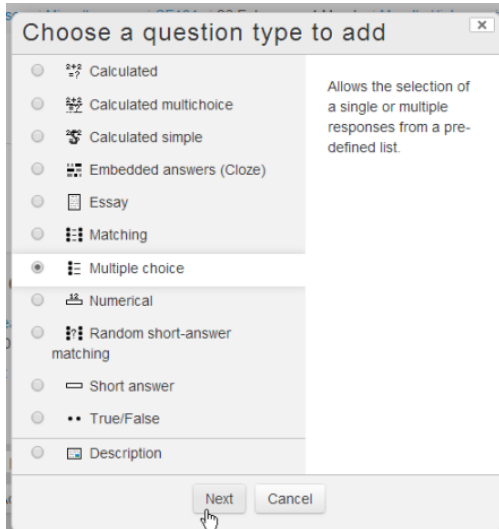 Choose a question type to add
x
Calculated
Calculated multichoice
Calculated simple
Embedded answers (Cloze)
Essay
Matching
Multiple choice
Numerical
Random short-answer
matching
Short answer
True/False
Description
Allows the selection of
a single or multiple
responses from a pre-
defined list.
Next
Cancel